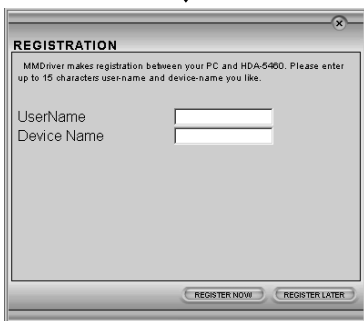 REGISTRATION
MMDriver makes registration between your PC and HDA-5460. Please enter
up to 15 characters user-name and device-name you like.
UserName
Device Name
REGISTER NOW
REGISTER LATER